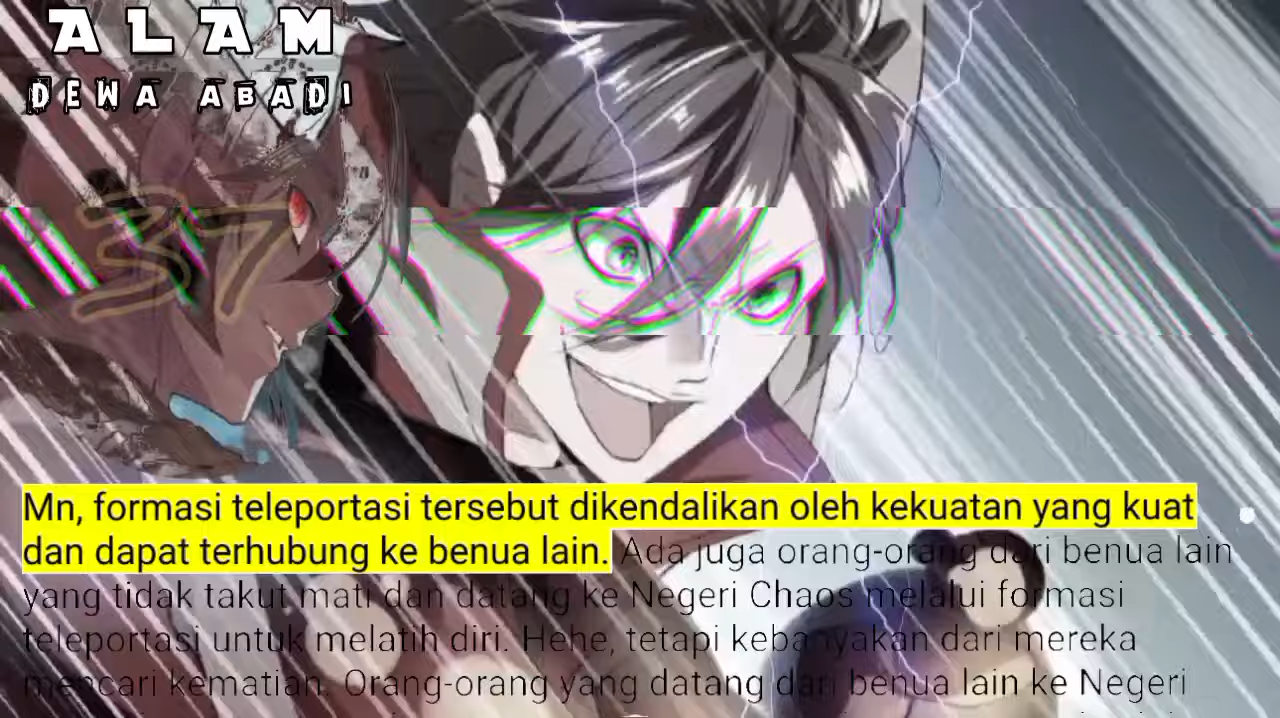 ALAM
DEWA ABADI
37
Mn, formasi teleportasi tersebut dikendalikan oleh kekuatan yang kuat
dan dapat terhubung ke benua lain. Ada juga orang-orang dari benua lain
yang tidak takut mati dan datang ke Negeri Chaos melalui formasi
teleportasi untuk melatih diri. Hehe, tetapi kebanyakan dari mereka
mencari kematian. Orang-orang yang datang dari benua lain ke Negeri